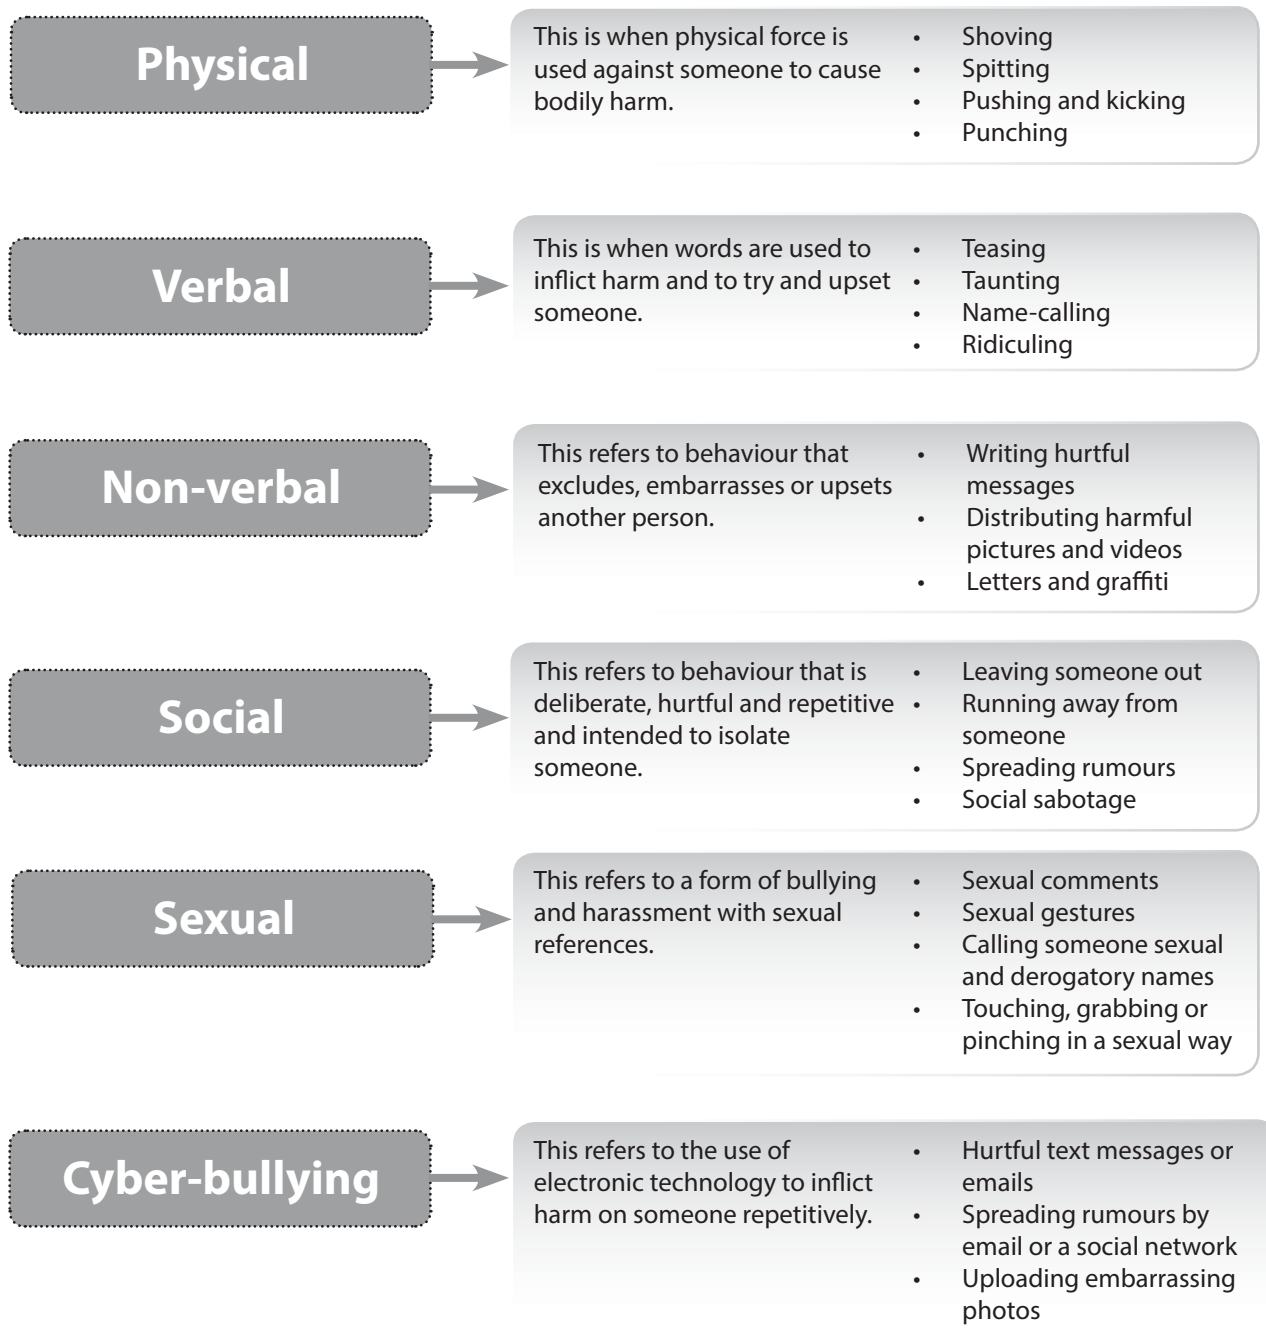 Physical
This is when physical force is
used against someone to cause
bodily harm.
• Shoving
• Spitting
• Pushing and kicking
• Punching
Verbal
This is when words are used to
inflict harm and to try and upset
someone.
• Teasing
• Taunting
• Name-calling
• Ridiculing
Non-verbal
This refers to behaviour that
excludes, embarrasses or upsets
another person.
• Writing hurtful
messages
• Distributing harmful
pictures and videos
• Letters and graffiti
Social
This refers to behaviour that is
deliberate, hurtful and repetitive
and intended to isolate
someone.
• Leaving someone out
• Running away from
someone
• Spreading rumours
• Social sabotage
Sexual
This refers to a form of bullying
and harassment with sexual
references.
• Sexual comments
• Sexual gestures
• Calling someone sexual
and derogatory names
• Touching, grabbing or
pinching in a sexual way
Cyber-bullying
This refers to the use of
electronic technology to inflict
harm on someone repetitively.
• Hurtful text messages or
emails
• Spreading rumours by
email or a social network
• Uploading embarrassing
photos